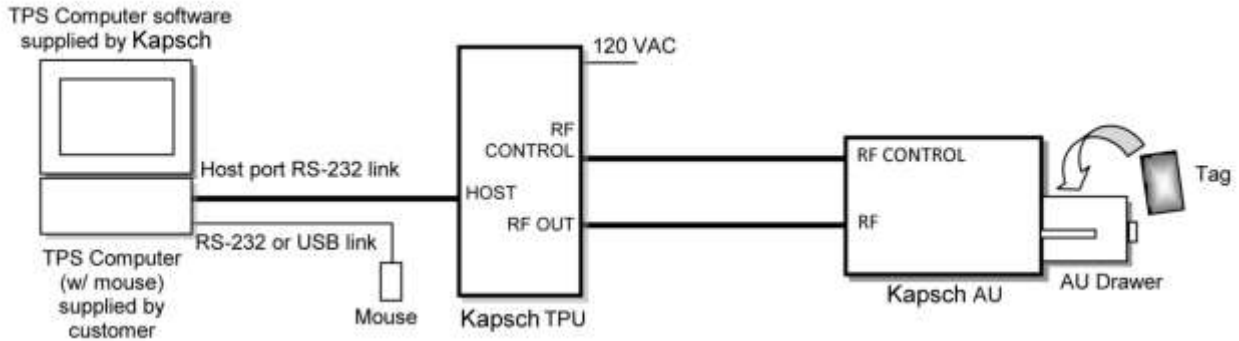 TPS Computer software
supplied by Kapsch
120 VAC
RF
CONTROL
RF CONTROL
Tag
Host port RS-232 link
HOST
RF OUT
RF
RS-232 or USB link
TPS Computer
(w/ mouse)
supplied by
customer
Mouse
Kapsch TPU
Kapsch AU
AU Drawer